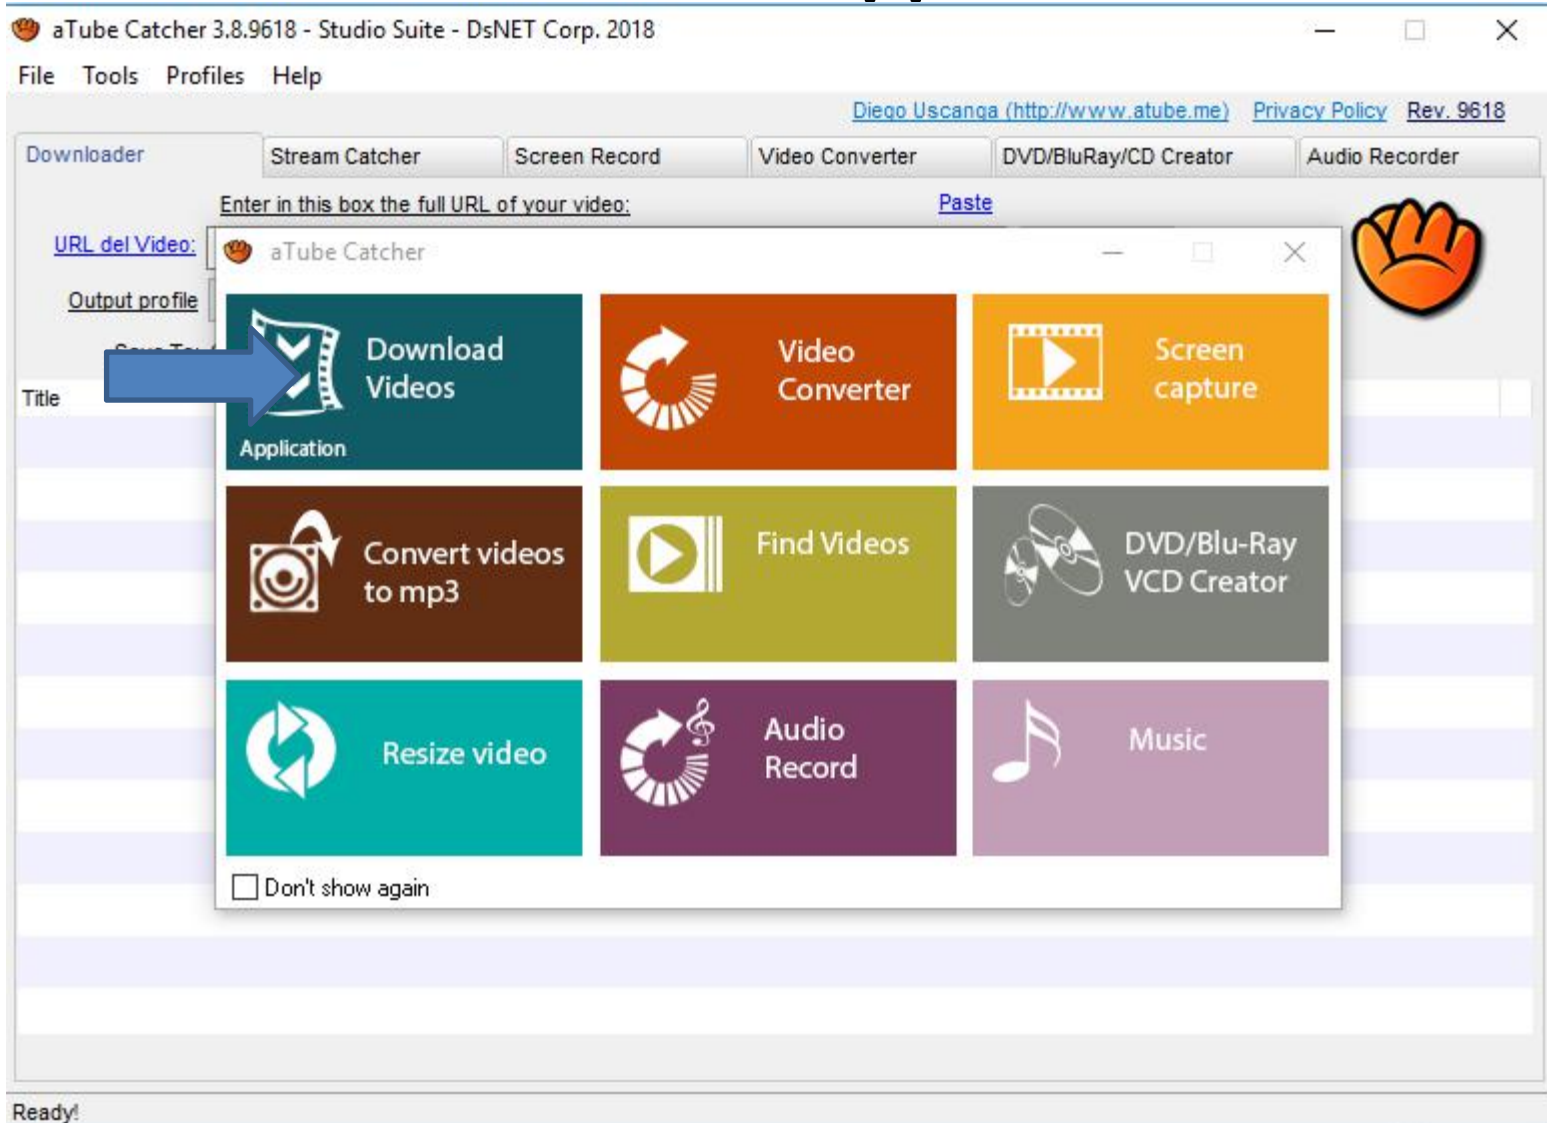 aTube Catcher 3.8.9618 - Studio Suite - DsNET Corp. 2018
File Tools Profiles Help
Diego Uscanga (http://www.atube.me) Privacy Policy Rev. 9618
Downloader Stream Catcher Screen Record Video Converter DVD/BluRay/CD Creator Audio Recorder
Enter in this box the full URL of your video: Paste
URL del Video:
Output profile
Title
aTube Catcher
Download
Videos
Application
Video
Converter
Screen
capture
Convert videos
to mp3
Find Videos
DVD/Blu-Ray
VCD Creator
Resize video
Audio
Record
Music
Don't show again
Ready!